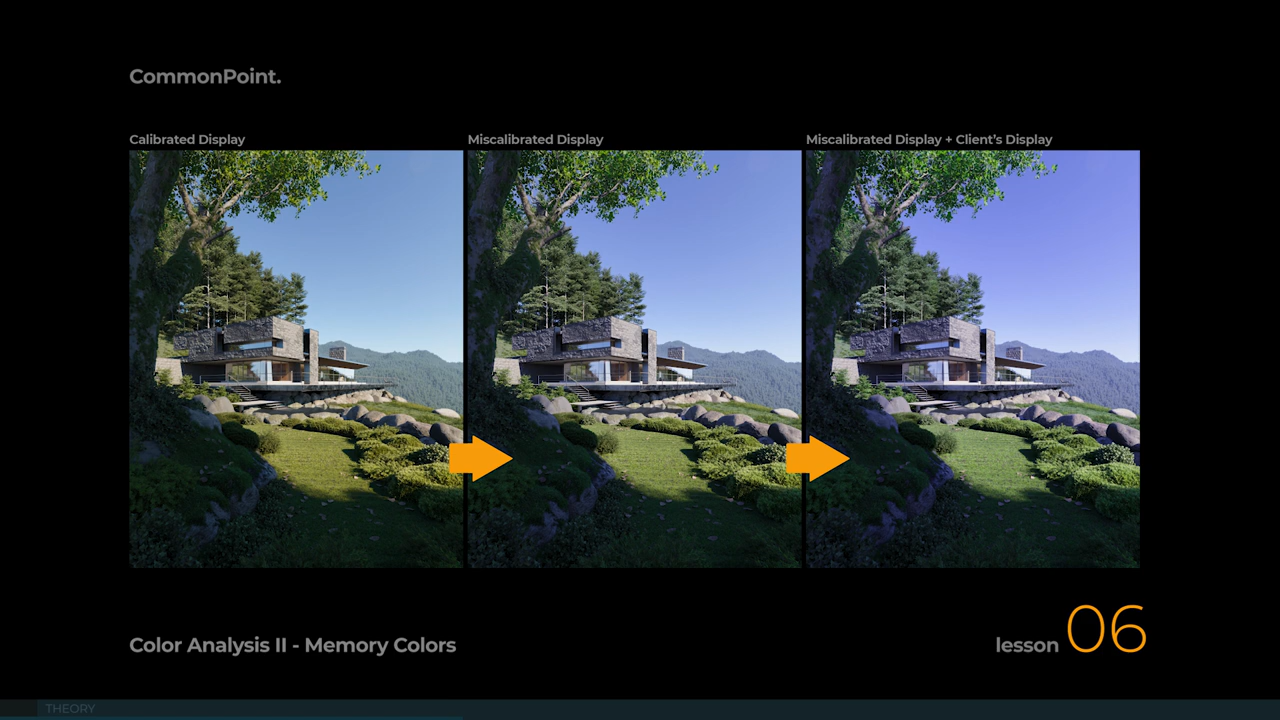 CommonPoint.
Calibrated Display
Miscalibrated Display
Miscalibrated Display + Client's Display
Color Analysis II - Memory Colors
lesson 06
THEORY